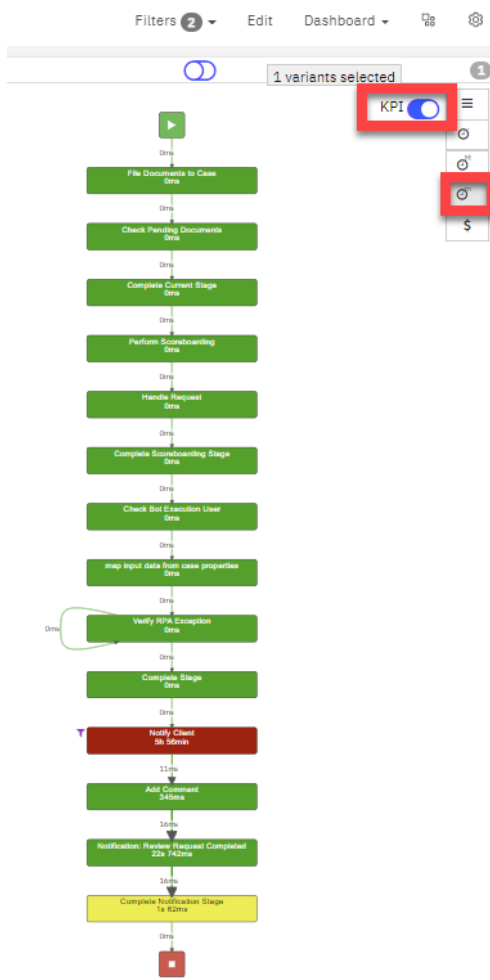 Filters 2
Edit
Dashboard
1 variants selected
1
KPI
M
$
0ms
File Documents to Case
0ms
0ms
Check Pending Documents
0ms
0ms
Complete Current Stage
0ms
0ms
Perform Scoreboarding
0ms
0ms
Handle Request
0ms
0ms
Complete Scoreboarding Stage
0ms
0ms
Check Bot Execution User
0ms
0ms
map input data from case properties
0ms
0ms
Verify RPA Exception
0ms
0ms
0ms
Complete Stage
0ms
0ms
Notify Client
5h 56min
11ms
Add Comment
345ms
16ms
Notification: Review Request Completed
22s 742ms
16ms
Complete Notification Stage
1s 62ms
0ms